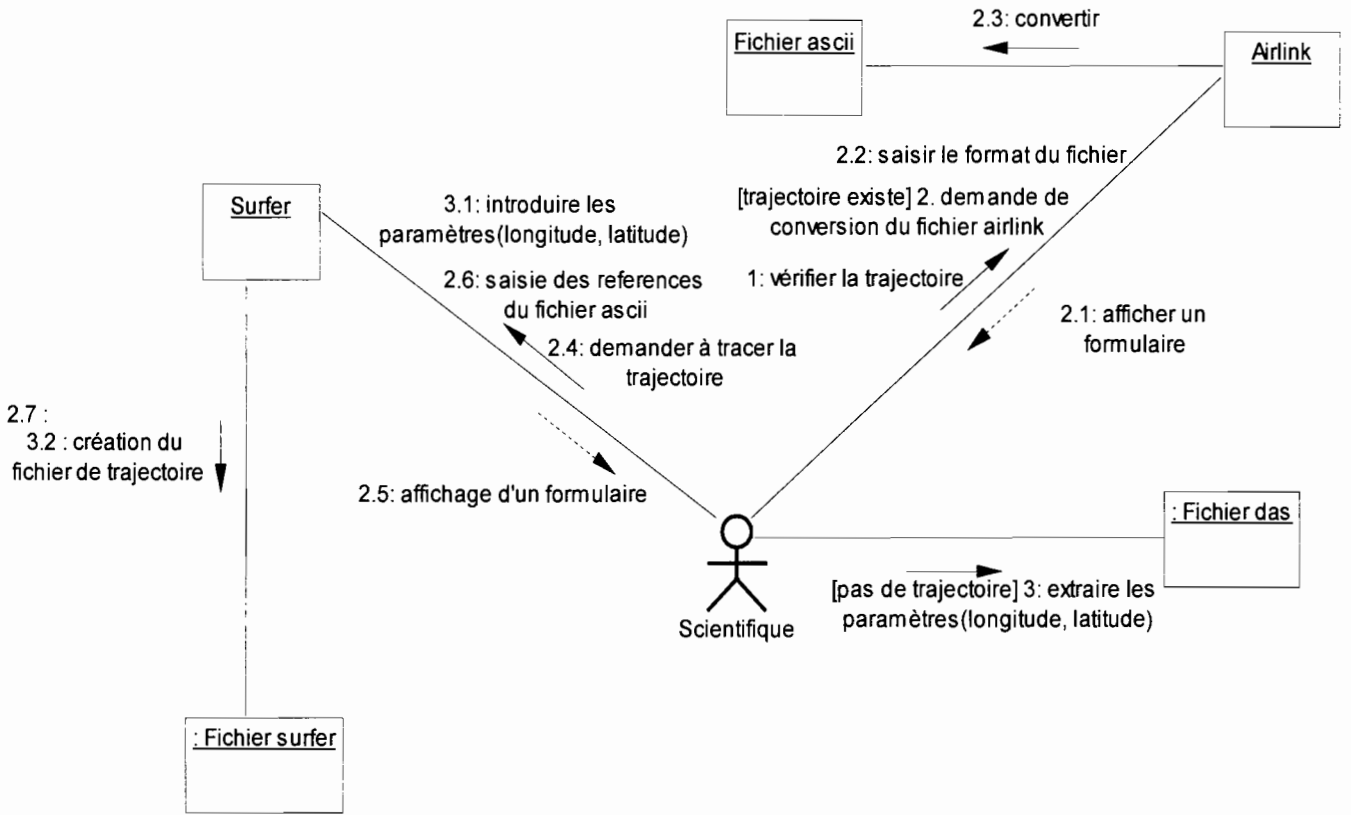 2.3: convertir
Fichier ascii
Airlink
2.2: saisir le format du fichier
[trajectoire existe] 2. demande de
conversion du fichier airlink
1: vérifier la trajectoire
2.1: afficher un
formulaire
Surfer
3.1: introduire les
paramètres(longitude, latitude)
2.6: saisie des references
du fichier ascii
2.4: demander à tracer la
trajectoire
2.7 :
3.2 : création du
fichier de trajectoire
2.5: affichage d'un formulaire
: Fichier das
[pas de trajectoire] 3: extraire les
paramètres(longitude, latitude)
Scientifique
: Fichier surfer